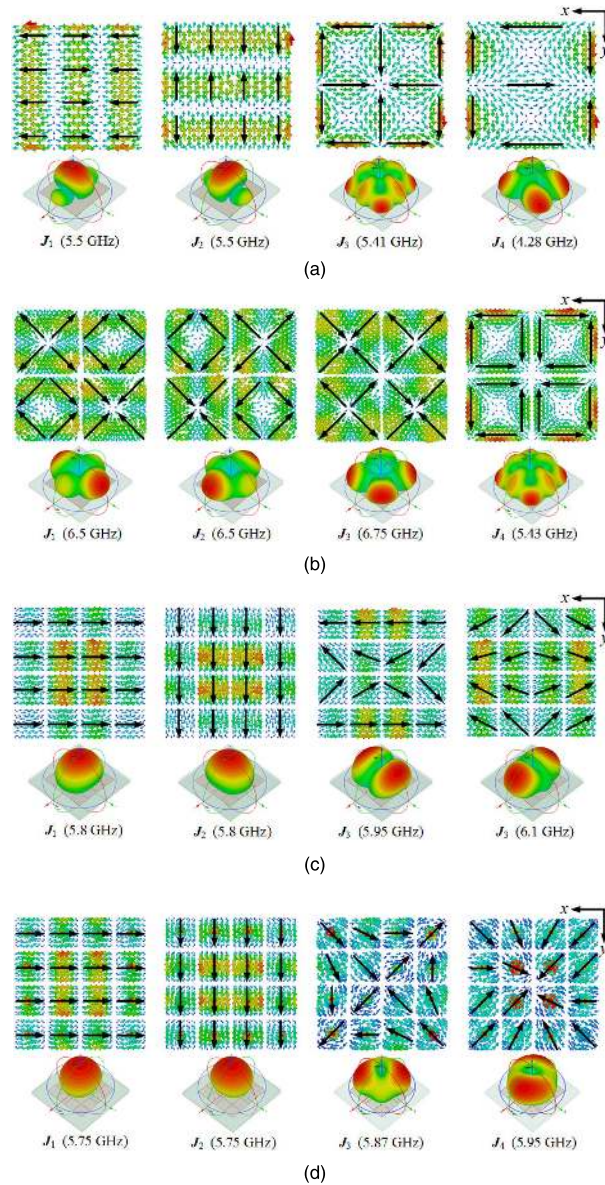 x
y
J1 (5.5 GHz) J2 (5.5 GHz) J3 (5.41 GHz) J4 (4.28 GHz)
(a)
x
y
J1 (6.5 GHz) J2 (6.5 GHz) J3 (6.75 GHz) J4 (5.43 GHz)
(b)
x
y
J2 (5.8 GHz) J2 (5.8 GHz) J3 (5.95 GHz) J3 (6.1 GHz)
(c)
x
y
J1 (5.75 GHz) J2 (5.75 GHz) J3 (5.87 GHz) J4 (5.95 GHz)
(d)